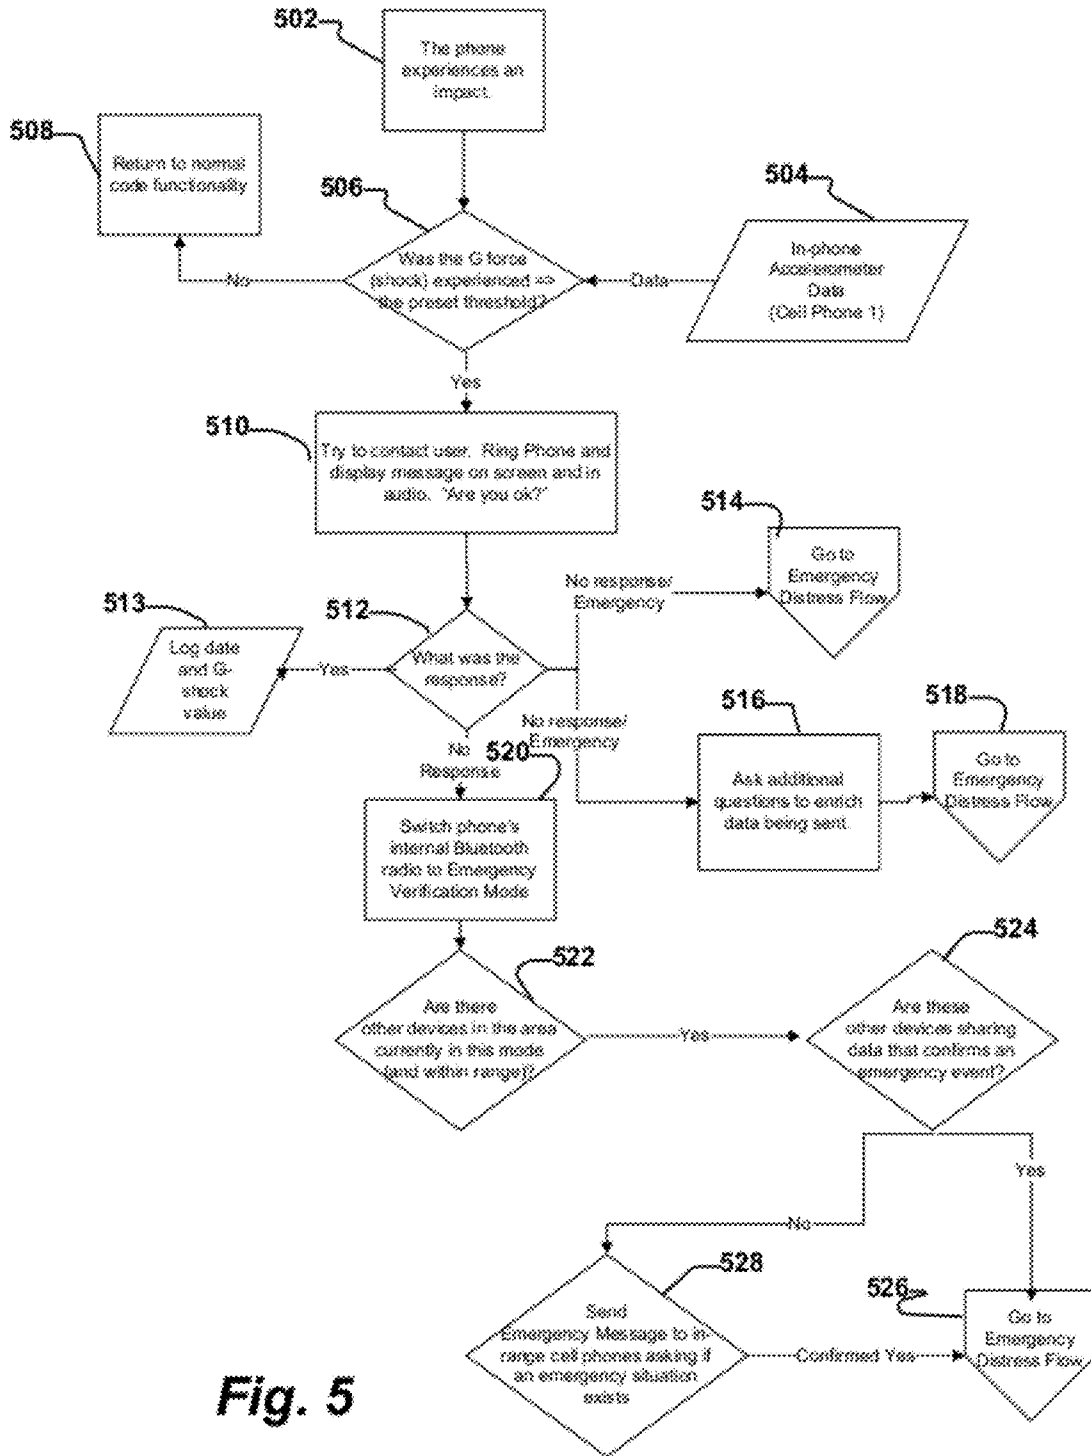 502
The phone
experiences an
impact.
508
Return to normal
code functionality
506
504
Was the G force
(shock) experienced =>
the preset threshold?
No
Data
In-phone
Accelerometer
Data
(Cell Phone 1)
Yes
510
Try to contact user. Ring Phone and
display message on screen and in
audio. "Are you ok?"
514
Go to
Emergency
Distress Flow
No response/
Emergency
513
Log date
and G-
shock
value
512
Yes
What was the
response?
No response/
Emergency
516
518
Ask additional
questions to enrich
data being sent.
Go to
Emergency
Distress Flow
No
Response
520
Switch phone's
internal Bluetooth
radio to Emergency
Verification Mode
522
524
Are there
other devices in the area
currently in this mode
(and within range)?
Yes
Are these
other devices sharing
data that confirms an
emergency event?
Yes
No
528
526
Send
Emergency Message to in-
range cell phones asking if
an emergency situation
exists
Confirmed Yes
Go to
Emergency
Distress Flow
Fig. 5